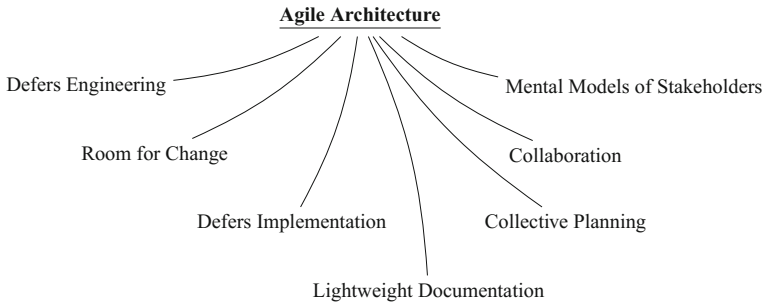 Agile Architecture
Defers Engineering
Mental Models of Stakeholders
Room for Change
Collaboration
Defers Implementation
Collective Planning
Lightweight Documentation